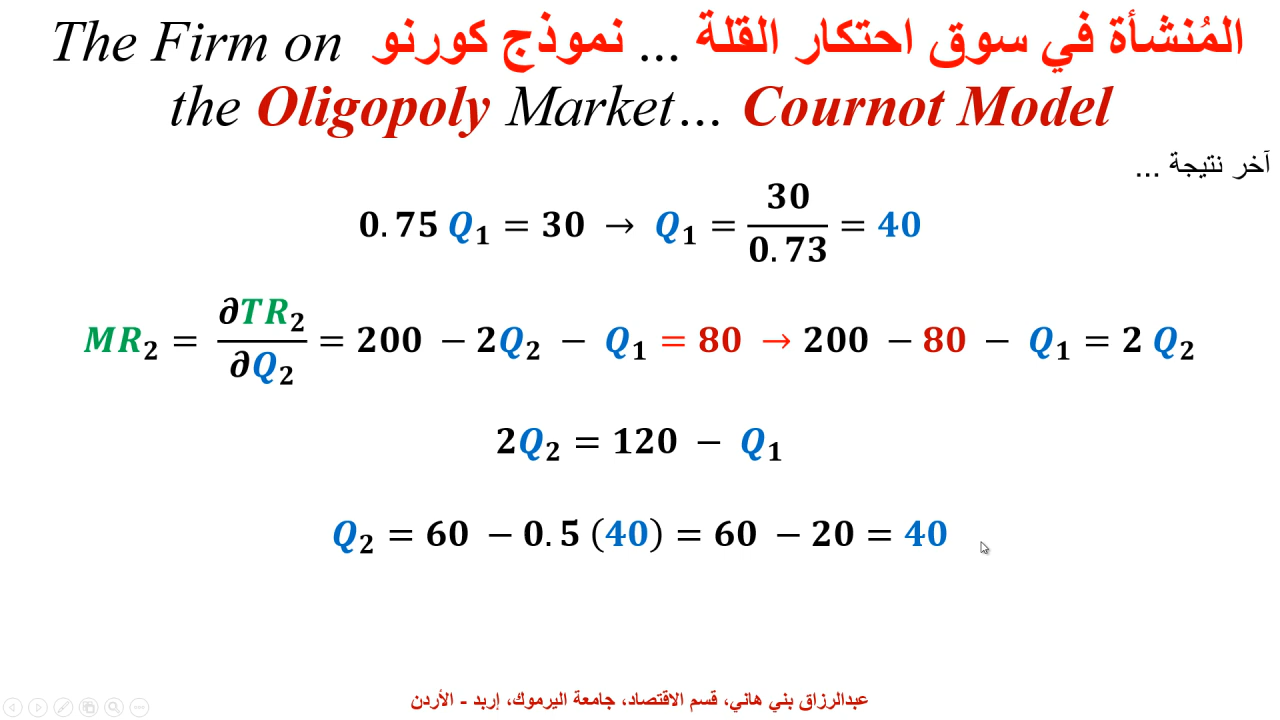 The Firm on المُنشأة في سوق احتكار القلة ... نموذج كورنو
the Oligopoly Market... Cournot Model
آخر نتيجة ...
0.75 Q₁ = 30 → Q₁ = 30/0.73 = 40
MR₂ = ∂TR₂/∂Q₂ = 200 − 2Q₂ − Q₁ = 80 → 200 − 80 − Q₁ = 2 Q₂
2Q₂ = 120 − Q₁
Q₂ = 60 − 0.5 (40) = 60 − 20 = 40
عبدالرزاق بني هاني، قسم الاقتصاد، جامعة اليرموك، إربد - الأردن